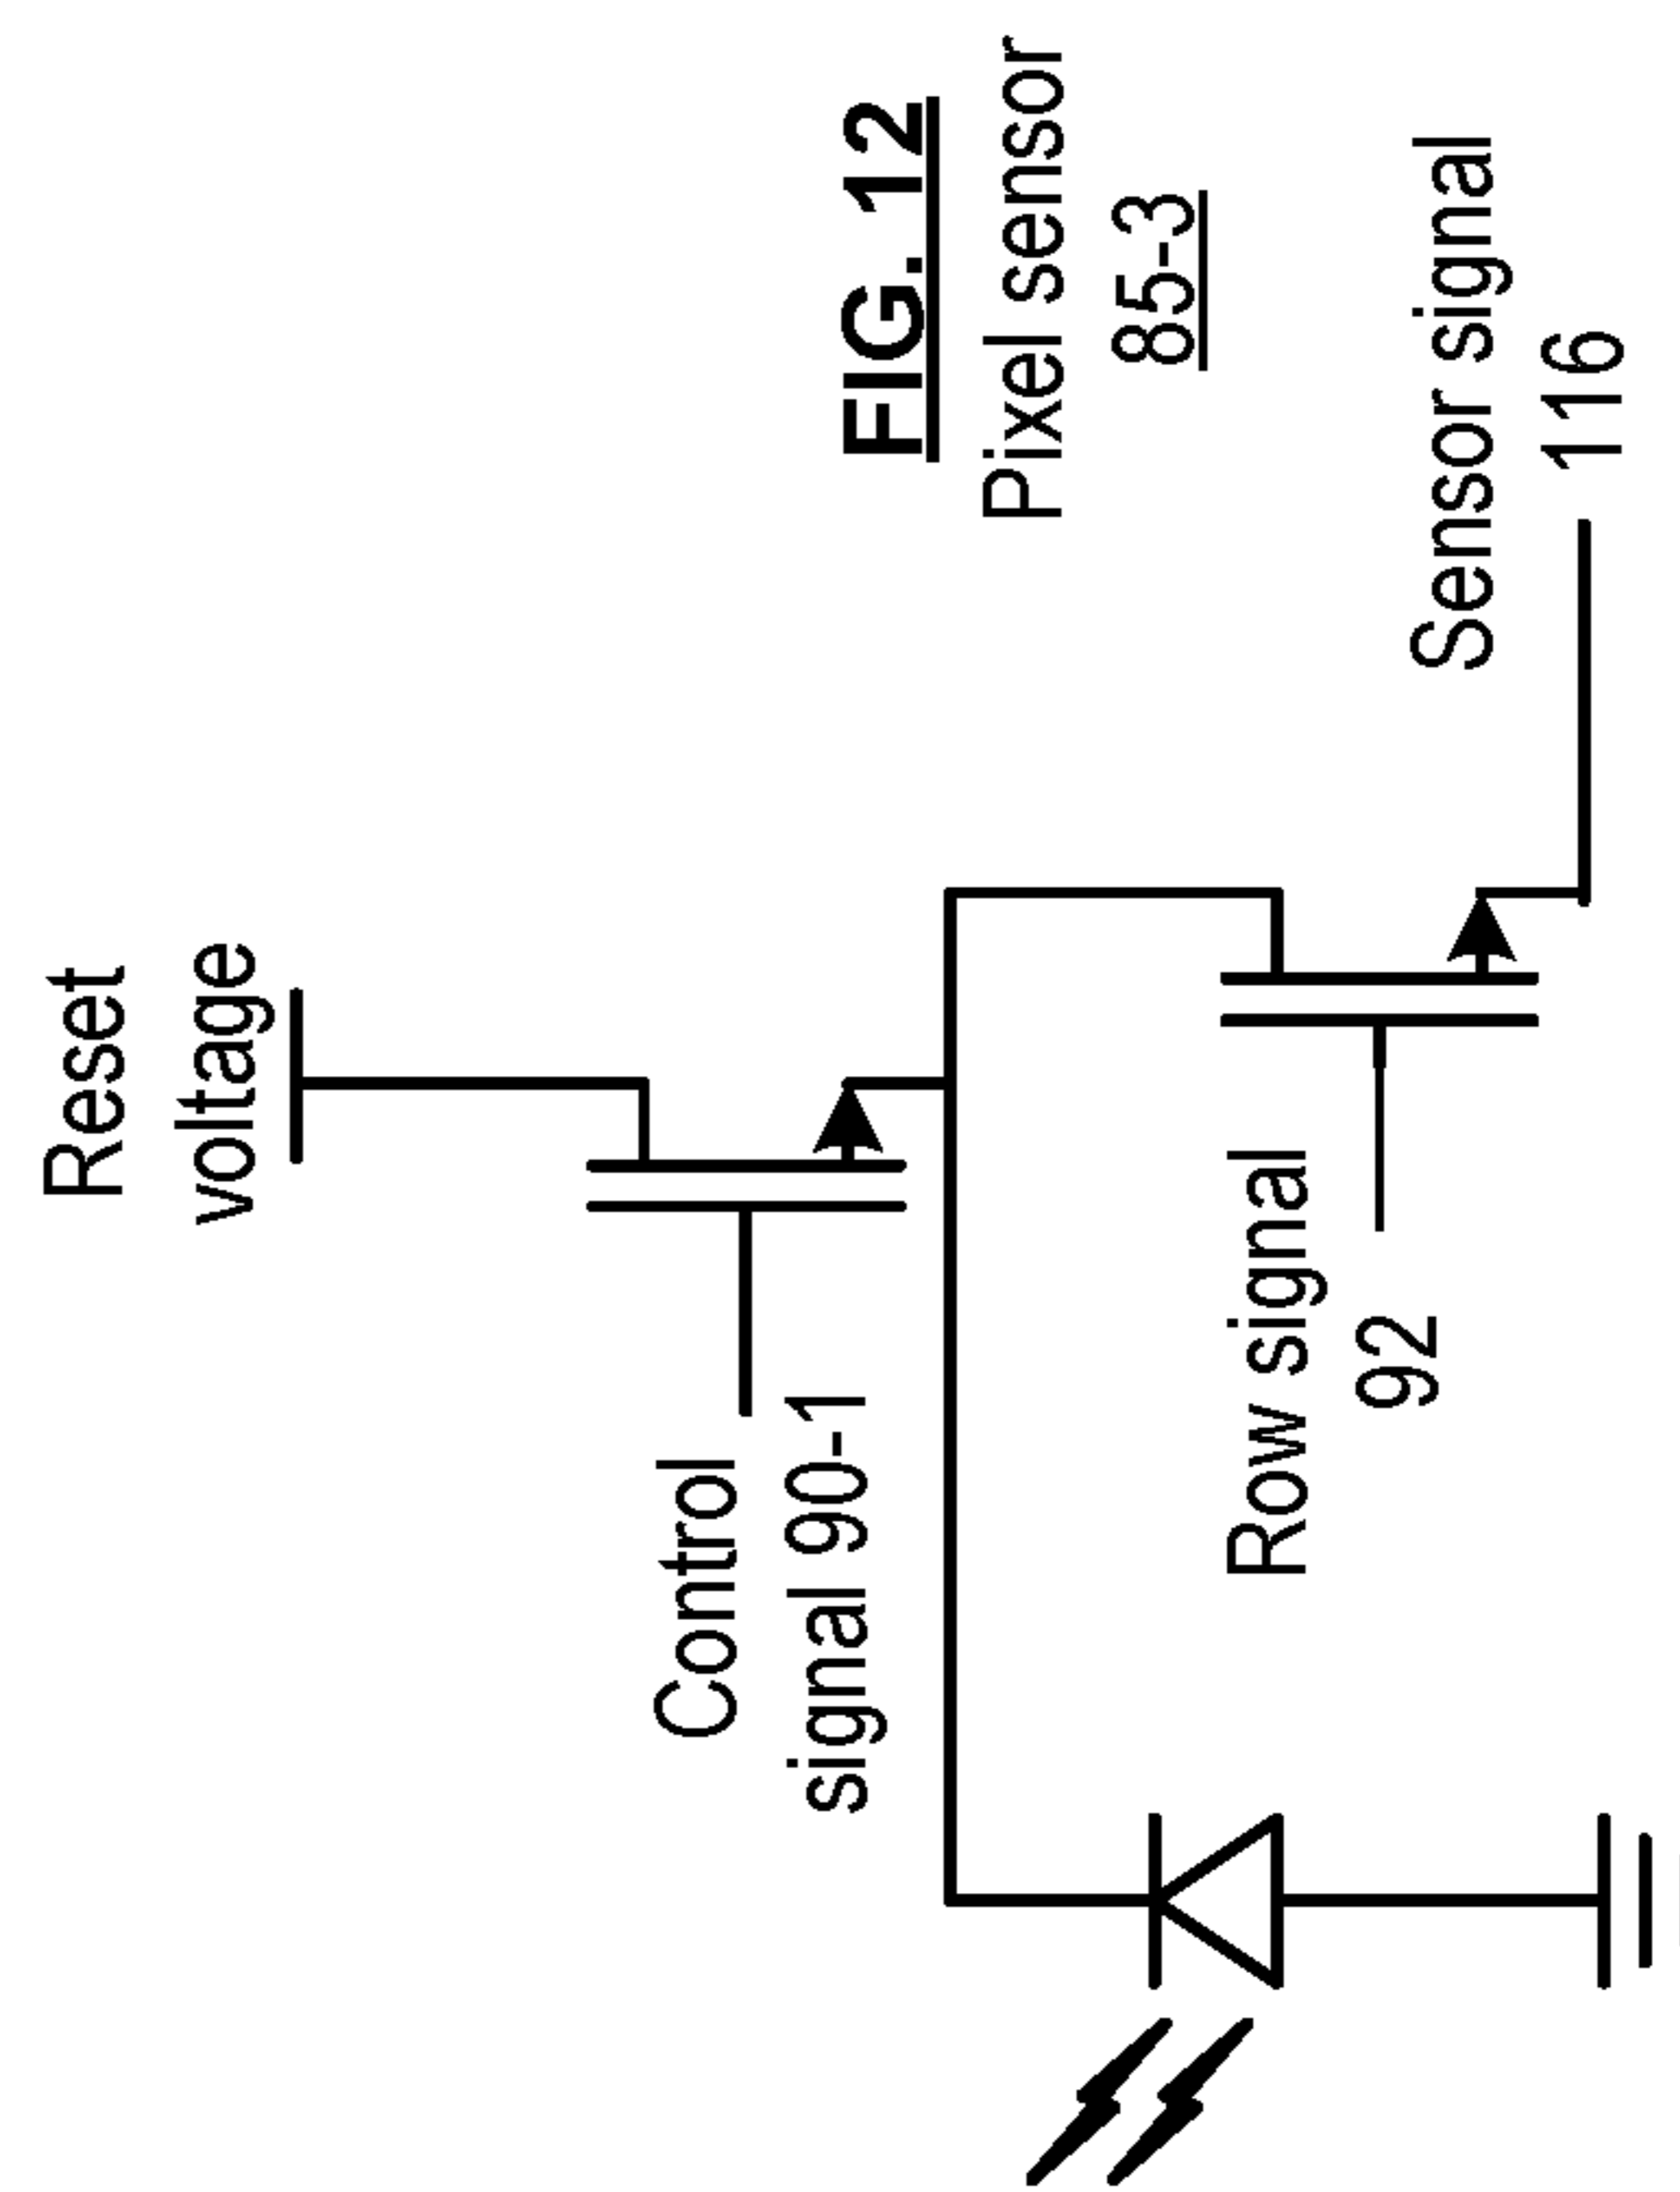 Reset
voltage
Control
signal 90-1
FIG. 12
Pixel sensor
85-3
Row signal
92
Sensor signal
116